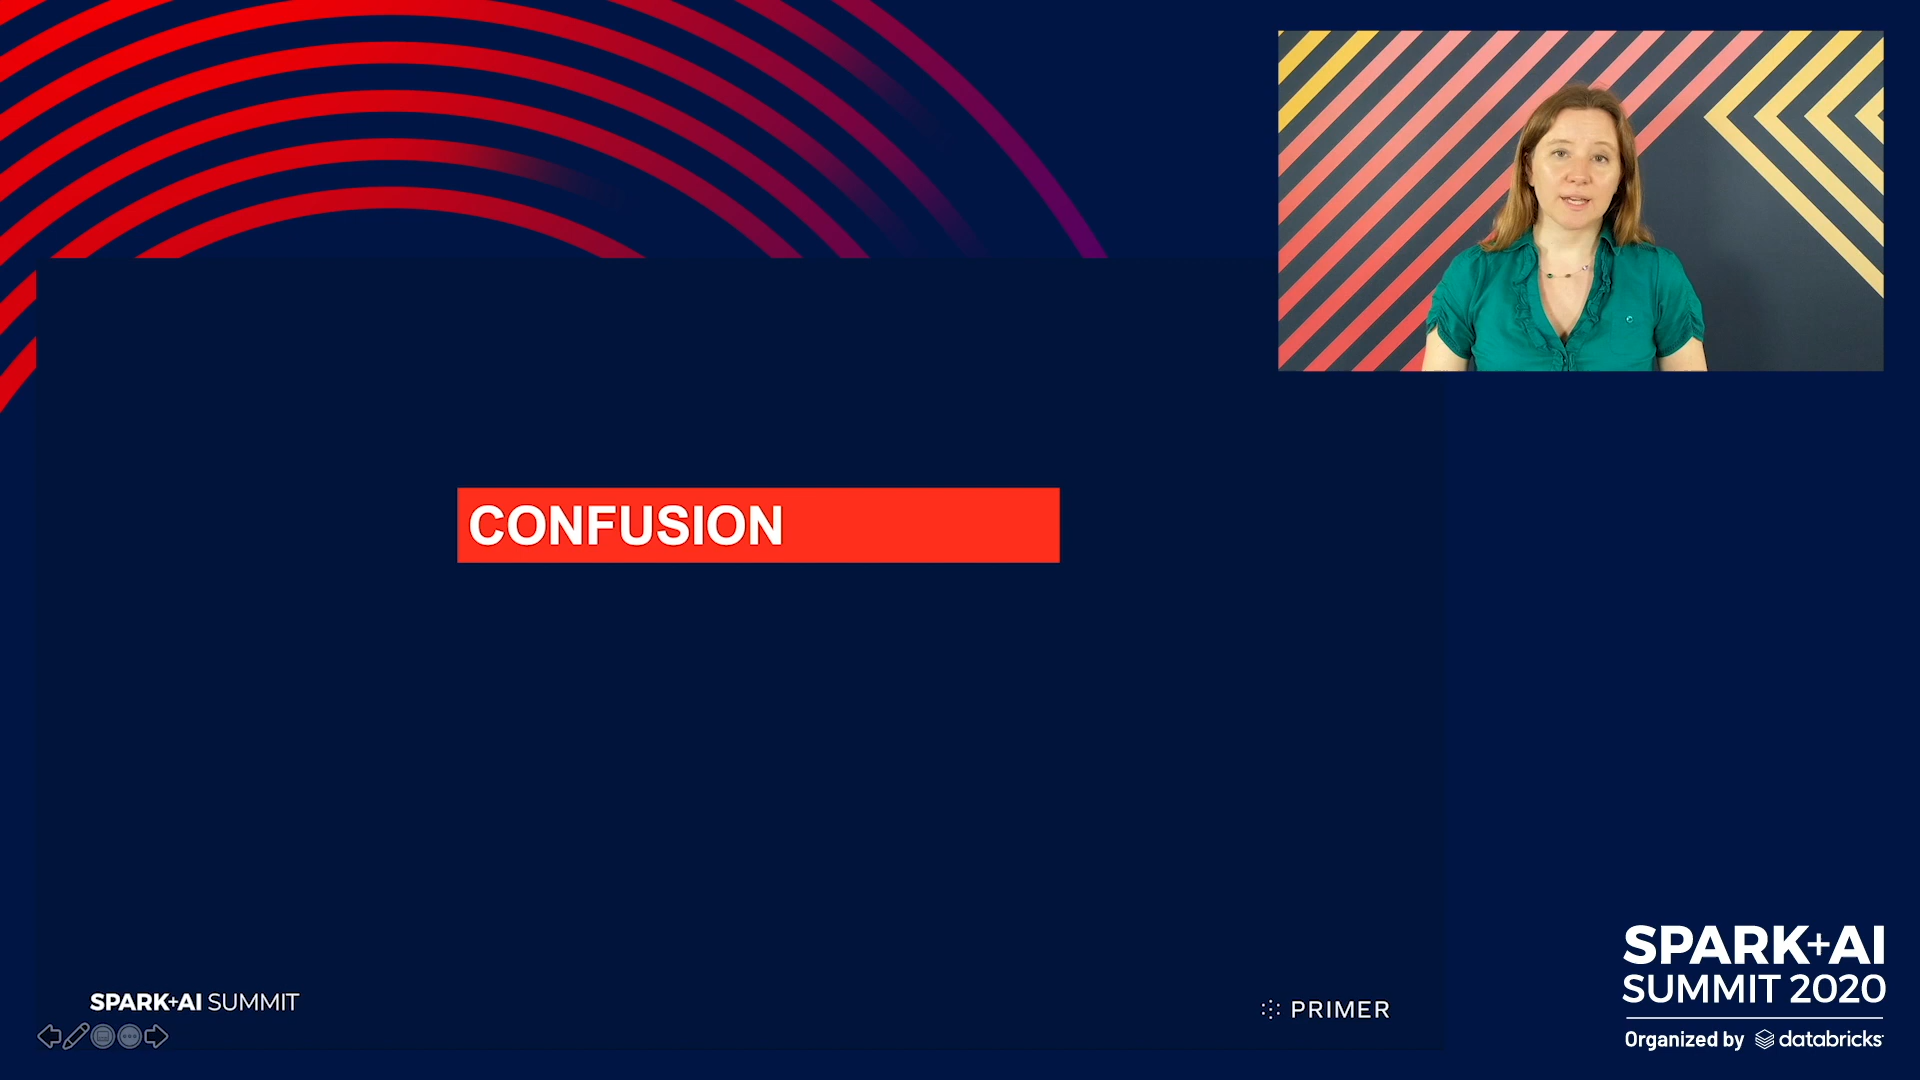 CONFUSION
SPARK+AI SUMMIT
PRIMER
SPARK+AI
SUMMIT 2020
Organized by databricks